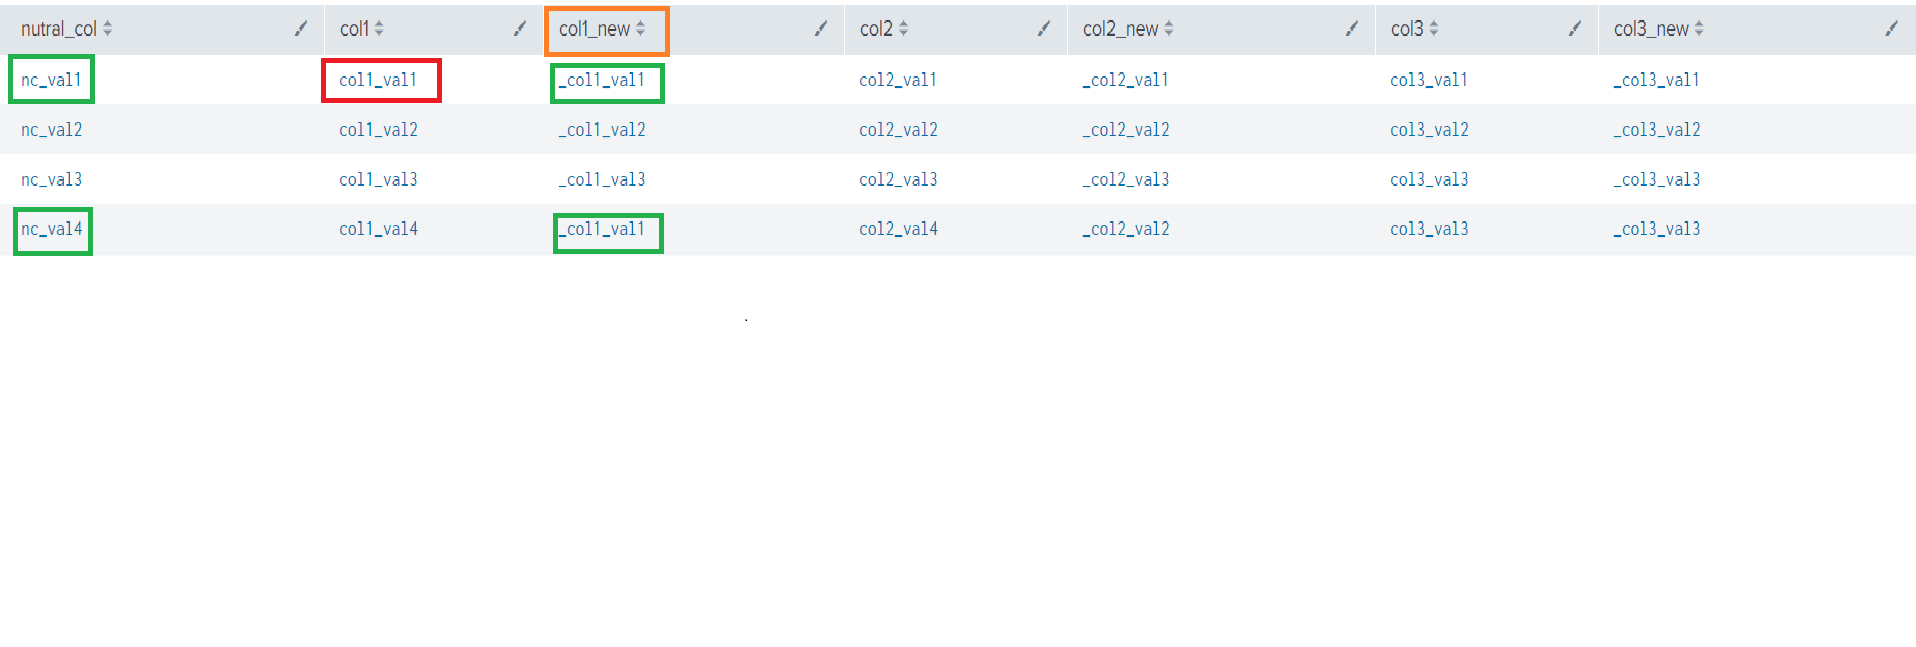 nutral_col col1 col1_new col2 col2_new col3 col3_new
nc_val1 col1_val1 _col1_val1 col2_val1 _col2_val1 col3_val1 _col3_val1
nc_val2 col1_val2 _col1_val2 col2_val2 _col2_val2 col3_val2 _col3_val2
nc_val3 col1_val3 _col1_val3 col2_val3 _col2_val3 col3_val3 _col3_val3
nc_val4 col1_val4 _col1_val1 col2_val4 _col2_val2 col3_val3 _col3_val3